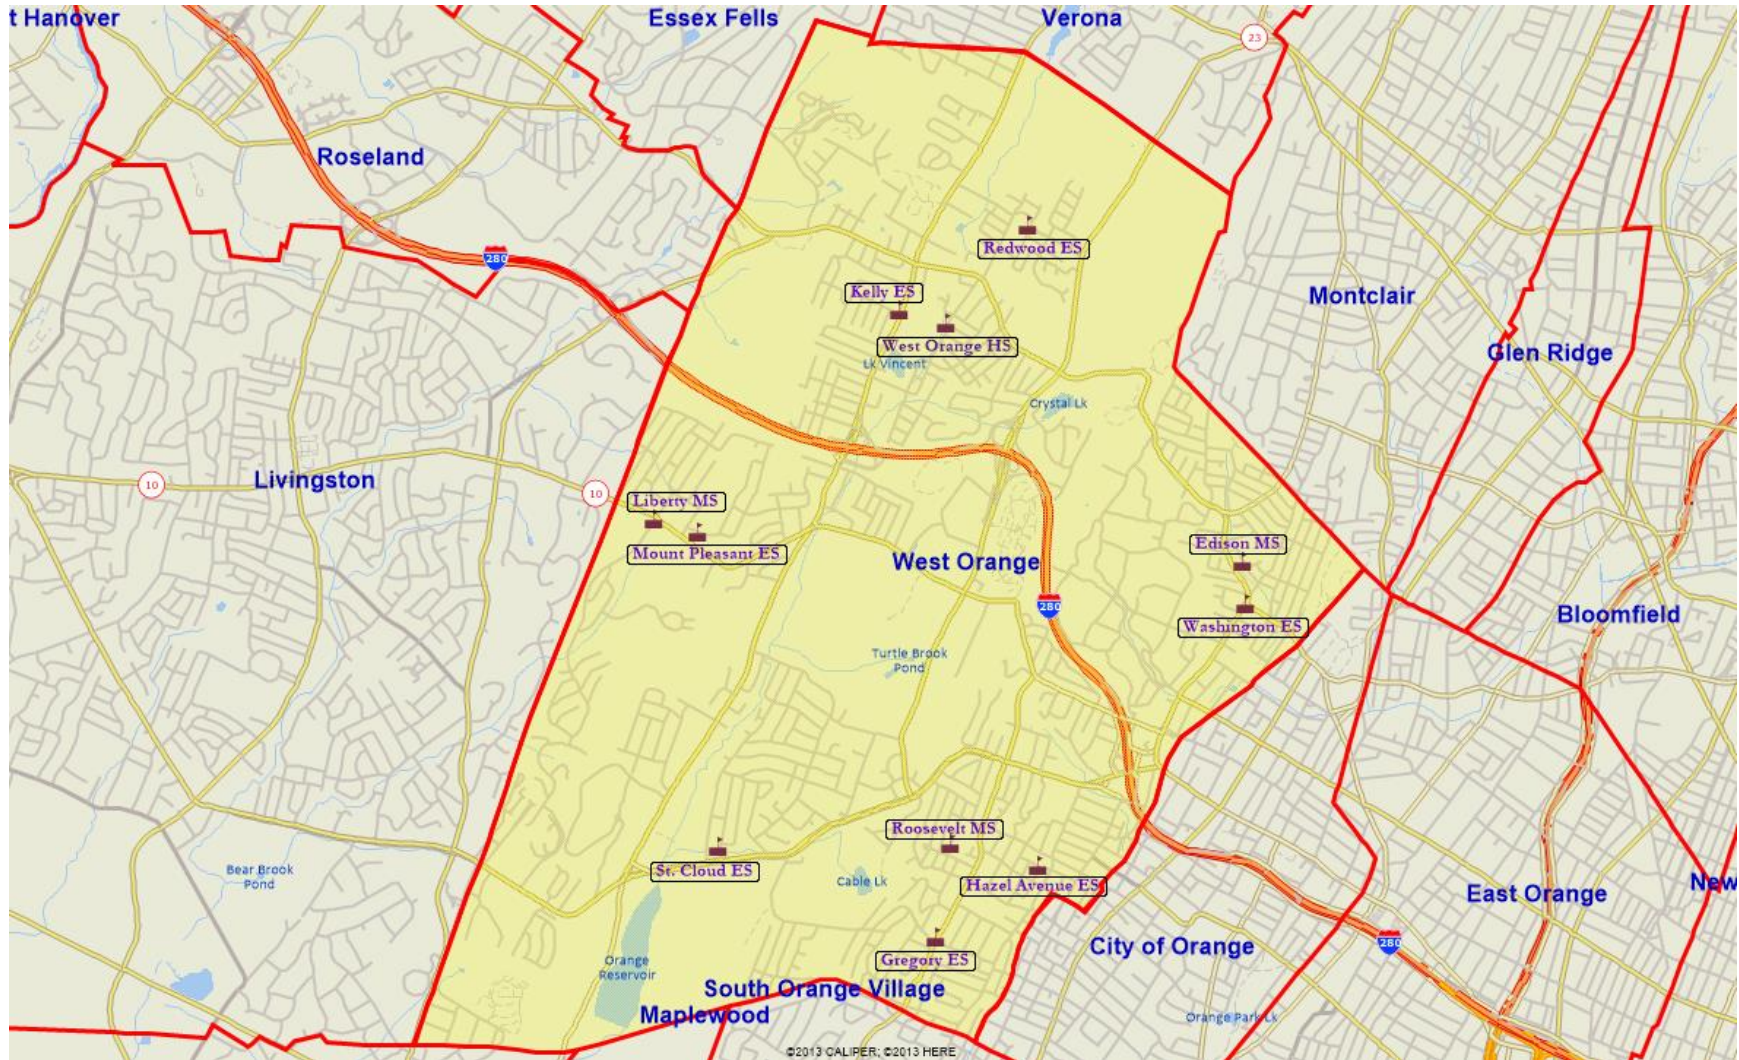 t Hanover
Essex Fells
Verona
23
Roseland
Redwood ES
280
Kelly ES
Montclair
West Orange HS
Lk Vincent
Glen Ridge
Crystal Lk
Livingston
10
10
Liberty MS
Mount Pleasant ES
Edison MS
West Orange
280
Washington ES
Bloomfield
Turtle Brook
Pond
Roosevelt MS
St. Cloud ES
Bear Brook
Pond
Cable Lk
Hazel Avenue ES
East Orange
New
City of Orange
280
Gregory ES
Orange
Reservoir
South Orange Village
Maplewood
Orange Park Lk
©2013 CALIPER; ©2013 HERE